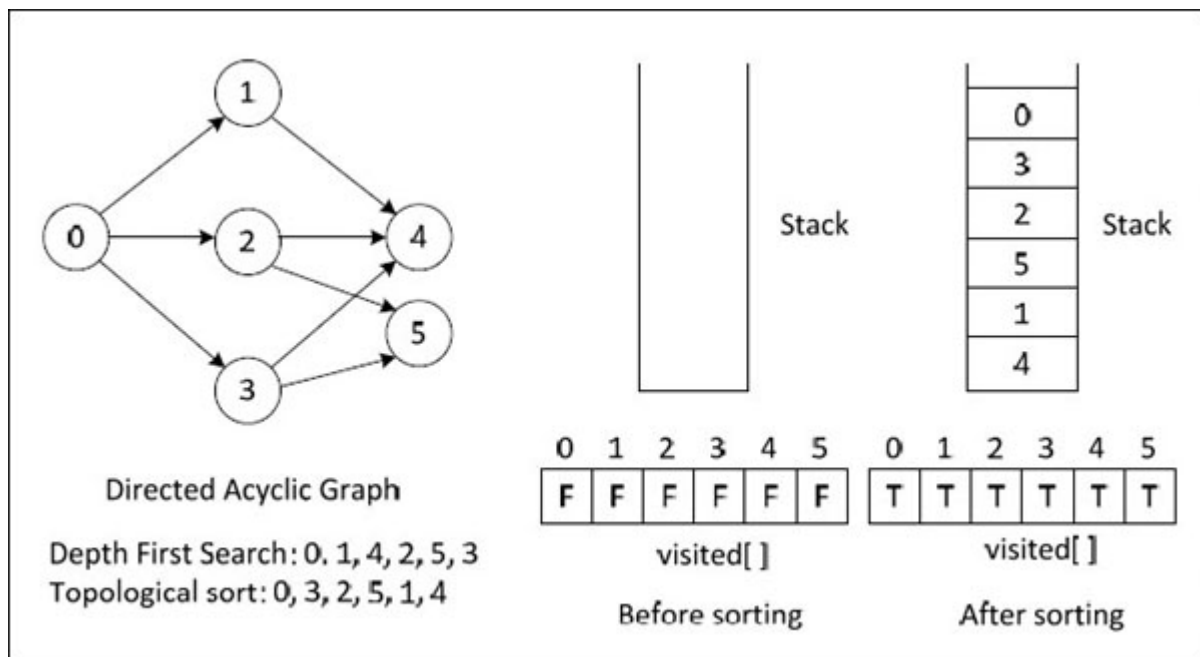 1
0
2
4
5
3
Directed Acyclic Graph
Depth First Search: 0. 1, 4, 2, 5, 3
Topological sort: 0, 3, 2, 5, 1, 4
Stack
0 1 2 3 4 5
F F F F F F
visited[ ]
Before sorting
0
3
2
5
1
4
Stack
0 1 2 3 4 5
T T T T T T
visited[ ]
After sorting